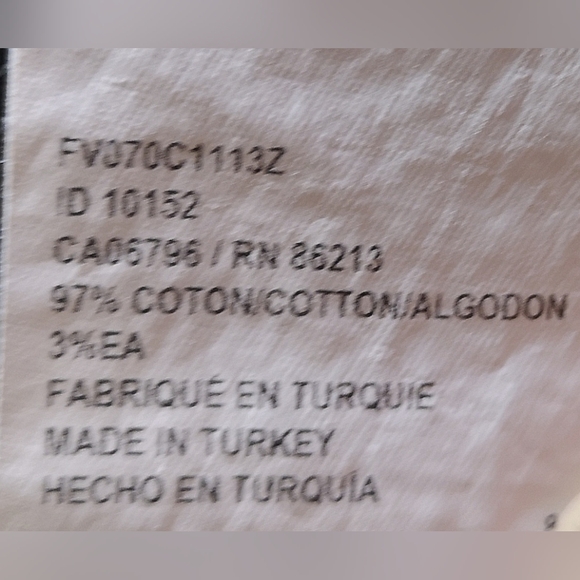 FV070C1113Z
ID 10152
CA06796 / RN 86213
97% COTON/COTTON/ALGODON
3%EA
FABRIQUÉ EN TURQUIE
MADE IN TURKEY
HECHO EN TURQUÍA